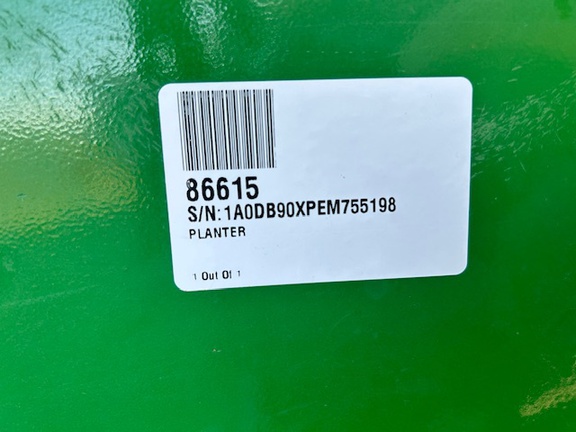 86615
S/N:1A0DB90XPEM755198
PLANTER
1 Out Of 1